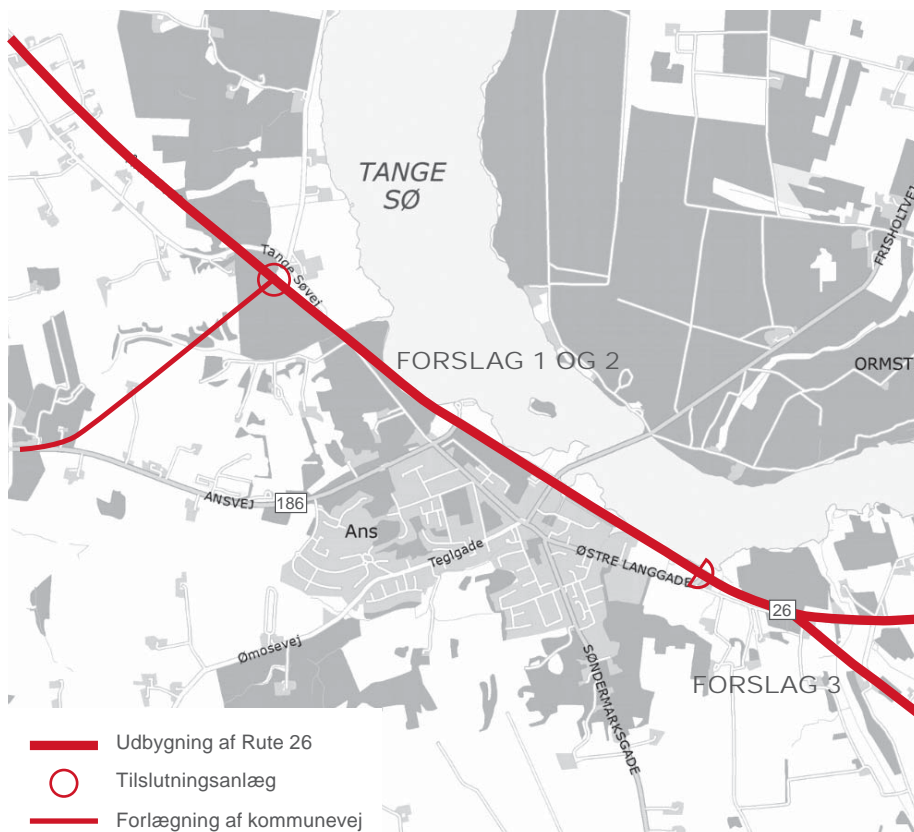 TANGE
SØ
FRISHOLTVEJ
Tange Søvej
FORSLAG 1 OG 2
ORMST
ANSVEJ
186
Ans
Teglgade
ØSTRE LANGGADE
26
Ømosevej
SØNDERMARKSGADE
FORSLAG 3
Udbygning af Rute 26
Tilslutningsanlæg
Forlægning af kommunevej